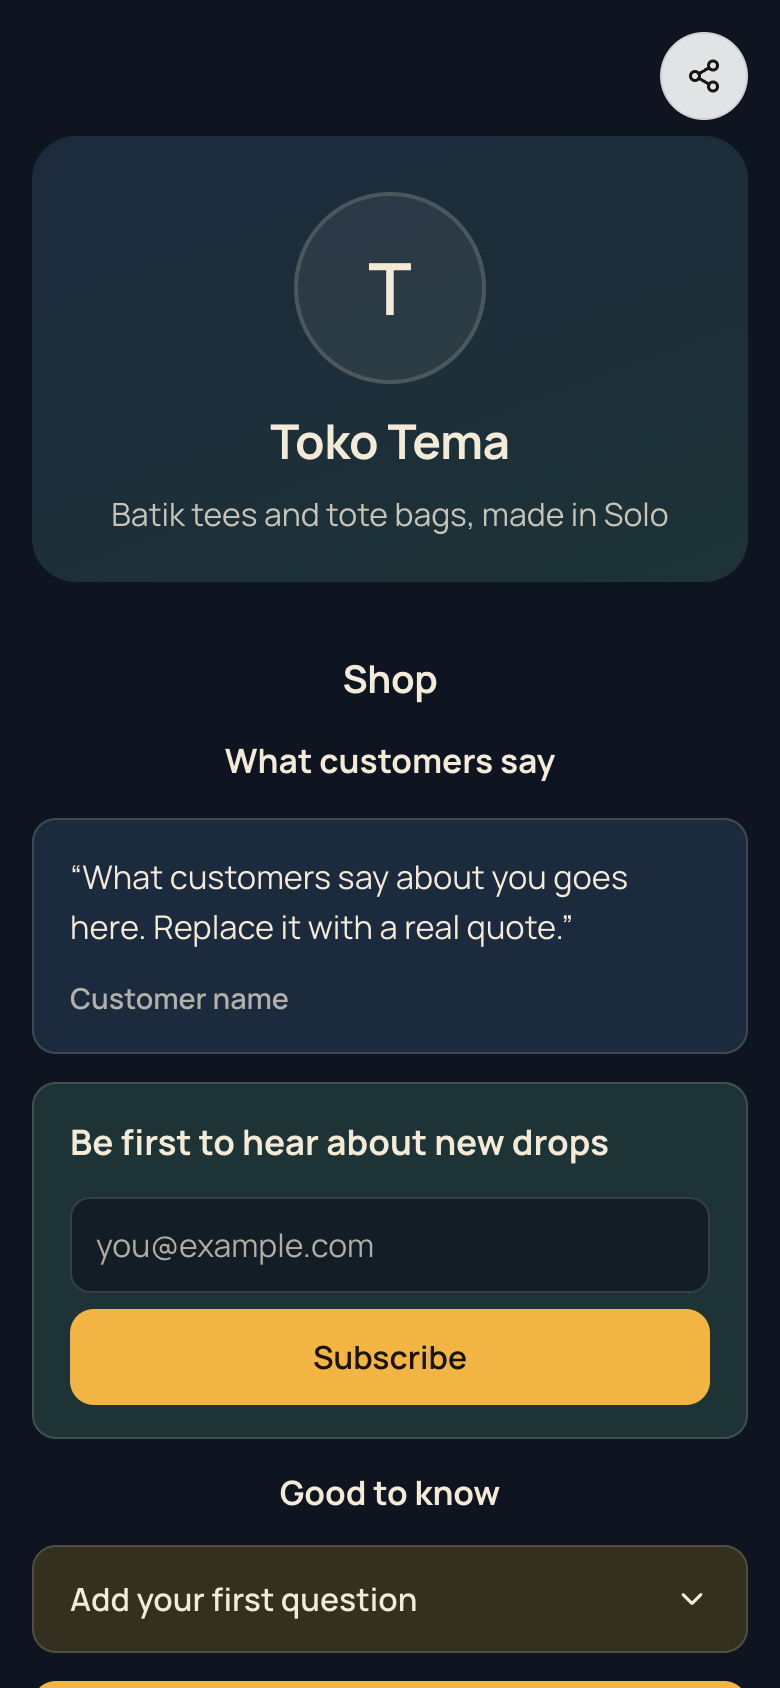 T
Toko Tema
Batik tees and tote bags, made in Solo
Shop
What customers say
“What customers say about you goes
here. Replace it with a real quote.”
Customer name
Be first to hear about new drops
you@example.com
Subscribe
Good to know
Add your first question